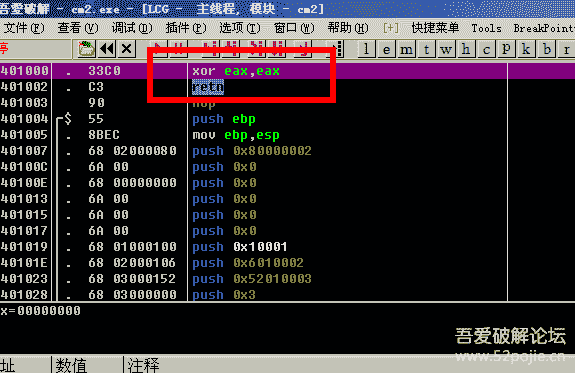 吾爱破解 - cm2.exe - [LCG - 主线程, 模块 - cm2]
文件(F) 查看(V) 调试(D) 插件(P) 选项(T) 窗口(W) 帮助(H) [+] 快捷菜单 Tools BreakPoint
l e m t w h c p k b r
401000 . 33C0 xor eax,eax
401002 . C3 retn
401003 90 nop
401004 $ 55 push ebp
401005 . 8BEC mov ebp,esp
401007 . 68 02000080 push 0x80000002
40100C . 6A 00 push 0x0
40100E . 68 00000000 push 0x0
401013 . 6A 00 push 0x0
401015 . 6A 00 push 0x0
401017 . 6A 00 push 0x0
401019 . 68 01000100 push 0x10001
40101E . 68 02000106 push 0x6010002
401023 . 68 03000152 push 0x52010003
401028 . 68 03000000 push 0x3
x=00000000
吾爱破解论坛
www.52pojie.cn
址 数值 注释